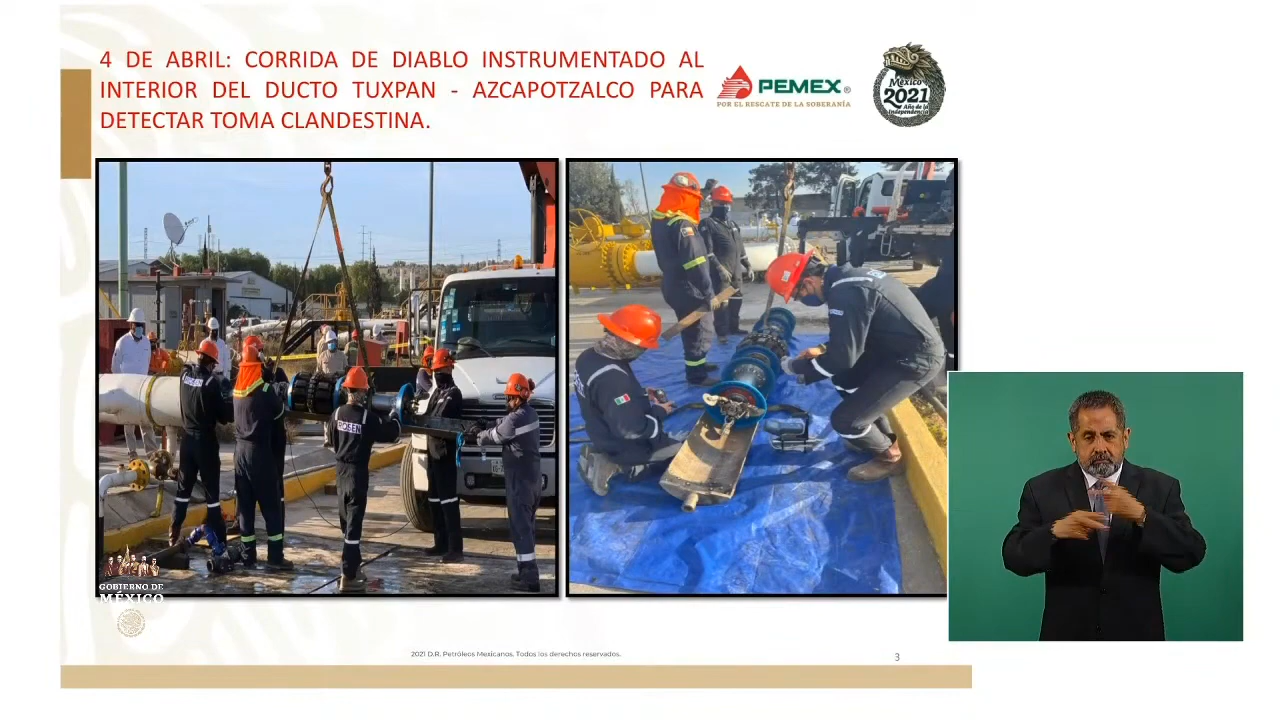 4 DE ABRIL: CORRIDA DE DIABLO INSTRUMENTADO AL
INTERIOR DEL DUCTO TUXPAN - AZCAPOTZALCO PARA
DETECTAR TOMA CLANDESTINA.
PEMEX®
POR EL RESCATE DE LA SOBERANÍA
México
2021
Año de la
Independencia
ROSEN
GOBIERNO DE
MÉXICO
2021 D.R. Petróleos Mexicanos. Todos los derechos reservados.
3